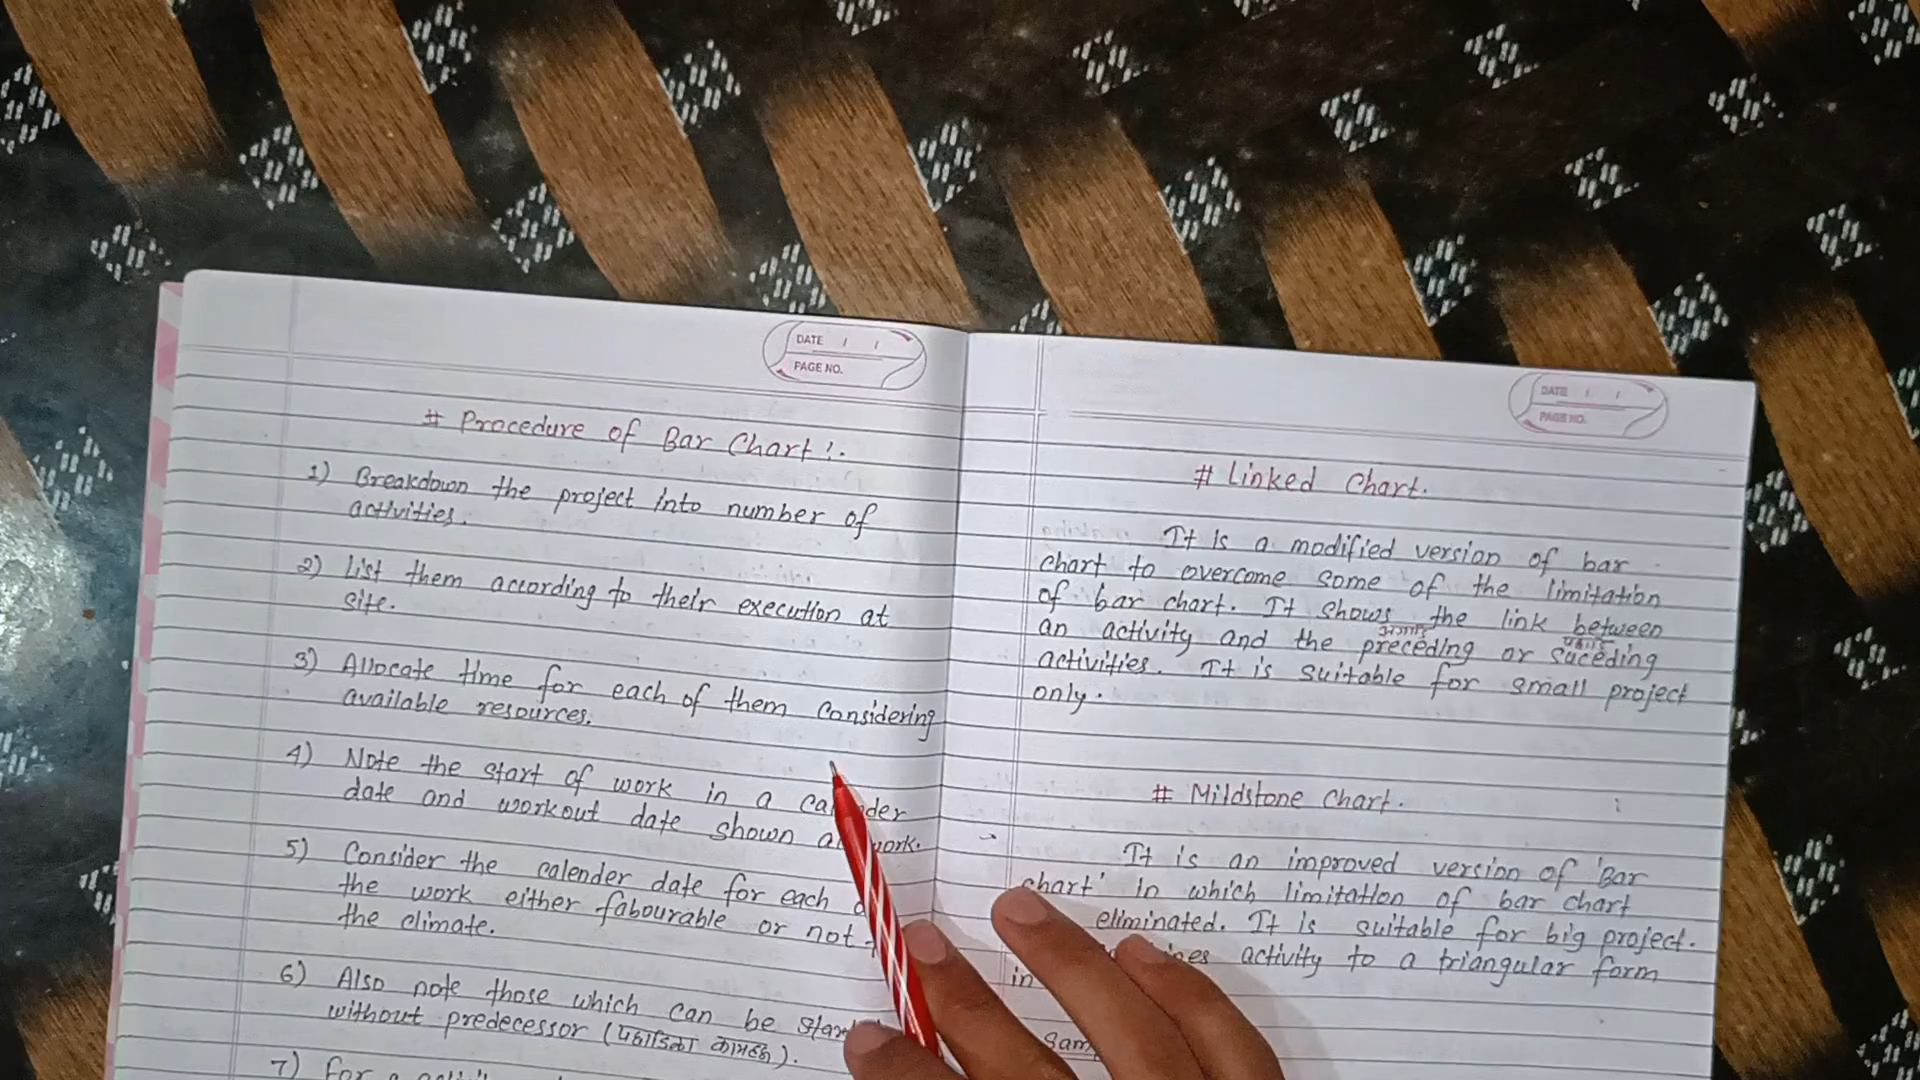 DATE / /
PAGE NO.
# Procedure of Bar Chart :.
1) Breakdown the project into number of
activities.
2) List them according to their execution at
site.
3) Allocate time for each of them considering
available resources.
4) Note the start of work in a calender
date and workout date shown work.
5) Consider the calender date for each
the work either fabourable or not
the climate.
6) Also note those which can be
without predecessor
7) For a
DATE / /
PAGE NO.
# Linked Chart.
It is a modified version of bar
chart to overcome some of the limitation
of bar chart. It shows the link between
an activity and the preceding or suceding
activities. It is suitable for small project
only.
# Mildstone Chart.
It is an improved version of 'Bar
chart' in which limitation of bar chart
eliminated. It is suitable for big project.
activity to a triangular form
in